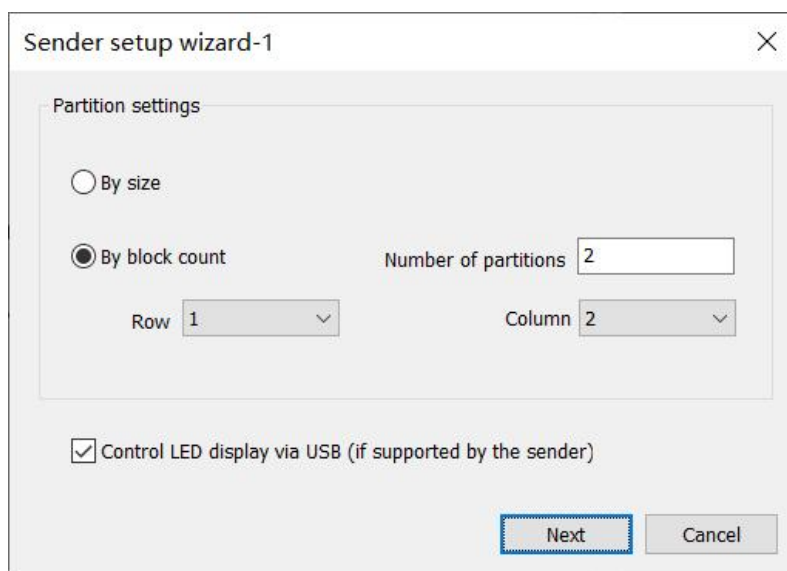 Sender setup wizard-1
Partition settings
By size
By block count
Number of partitions 2
Row 1
Column 2
Control LED display via USB (if supported by the sender)
Next
Cancel